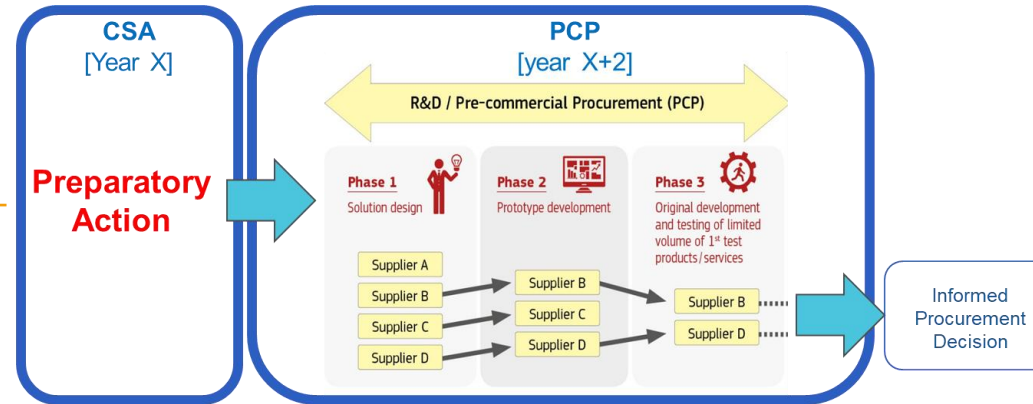 CSA
[Year X]
Preparatory
Action
PCP
[year X+2]
R&D / Pre-commercial Procurement (PCP)
Phase 1
Solution design
Supplier A
Supplier B
Supplier C
Supplier D
Phase 2
Prototype development
Supplier B
Supplier C
Supplier D
Phase 3
Original development
and testing of limited
volume of 1st test
products/services
Supplier B
Supplier D
Informed
Procurement
Decision